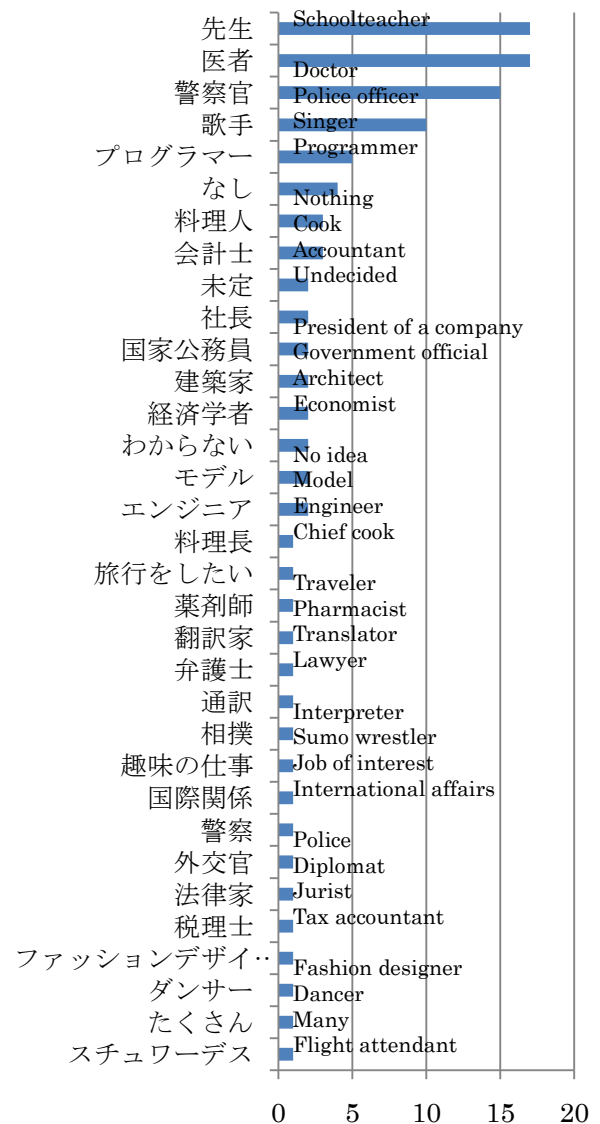 先生 Schoolteacher
医者 Doctor
警察官 Police officer
歌手 Singer
プログラマー Programmer
なし Nothing
料理人 Cook
会計士 Accountant
未定 Undecided
社長 President of a company
国家公務員 Government official
建築家 Architect
経済学者 Economist
わからない No idea
モデル Model
エンジニア Engineer
料理長 Chief cook
旅行をしたい Traveler
薬剤師 Pharmacist
翻訳家 Translator
弁護士 Lawyer
通訳 Interpreter
相撲 Sumo wrestler
趣味の仕事 Job of interest
国際関係 International affairs
警察 Police
外交官 Diplomat
法律家 Jurist
税理士 Tax accountant
ファッションデザイ‥ Fashion designer
ダンサー Dancer
たくさん Many
スチュワーデス Flight attendant
0 5 10 15 20